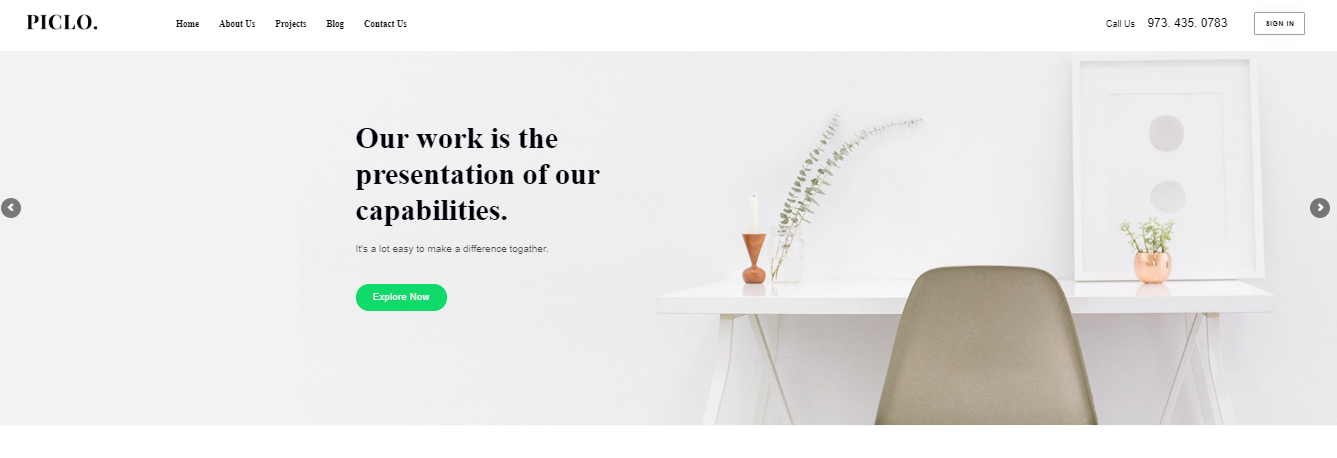 PICLO.
Home About Us Projects Blog Contact Us
Call Us 973. 435. 0783
SIGN IN
Our work is the
presentation of our
capabilities.
It's a lot easy to make a difference togather.
Explore Now